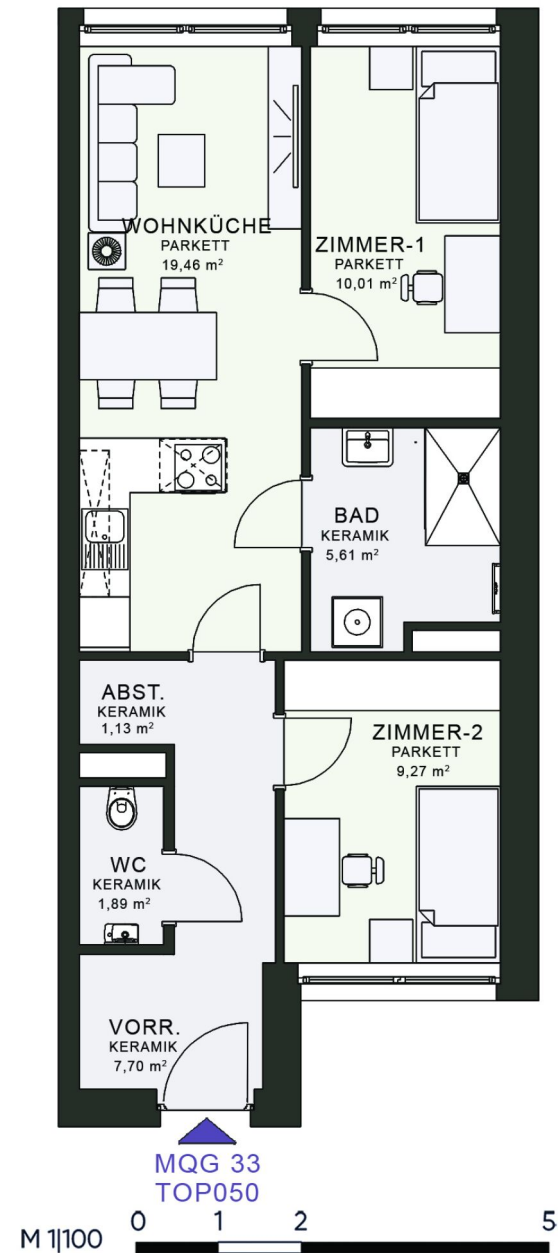 WOHNKÜCHE
PARKETT
19,46 m²
ZIMMER-1
PARKETT
10,01 m²
BAD
KERAMIK
5,61 m²
ABST.
KERAMIK
1,13 m²
ZIMMER-2
PARKETT
9,27 m²
WC
KERAMIK
1,89 m²
VORR.
KERAMIK
7,70 m²
MQG 33
TOP050
M 1|100 0 1 2 5